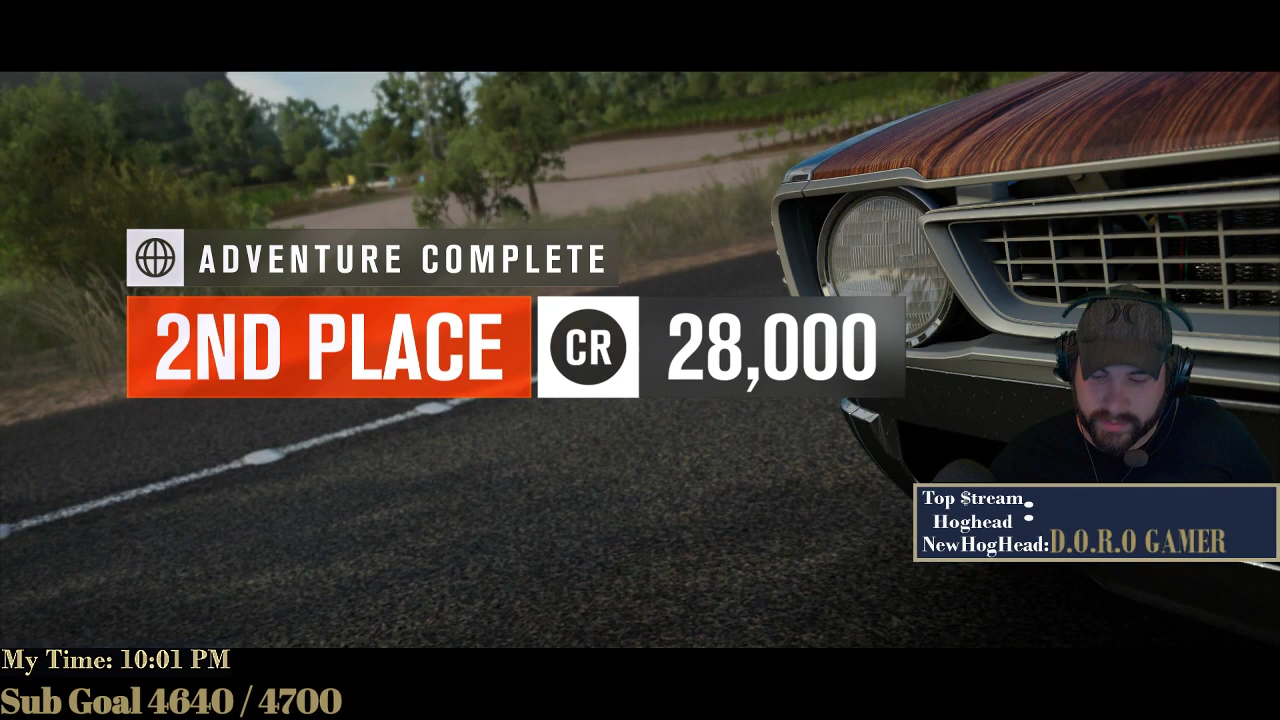 ADVENTURE COMPLETE
2ND PLACE CR 28,000
Top $tream
Hoghead :
NewHogHead: D.O.R.O GAMER
My Time: 10:01 PM
Sub Goal 4640 / 4700